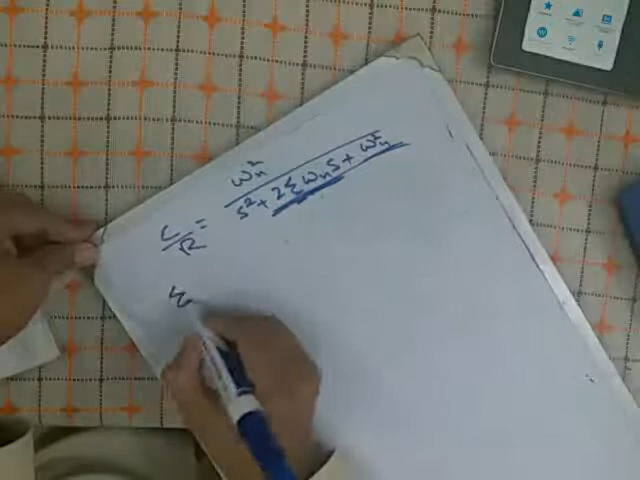 C/R = ωₙ² / (s² + 2ξωₙs + ωₙ²)
ξ